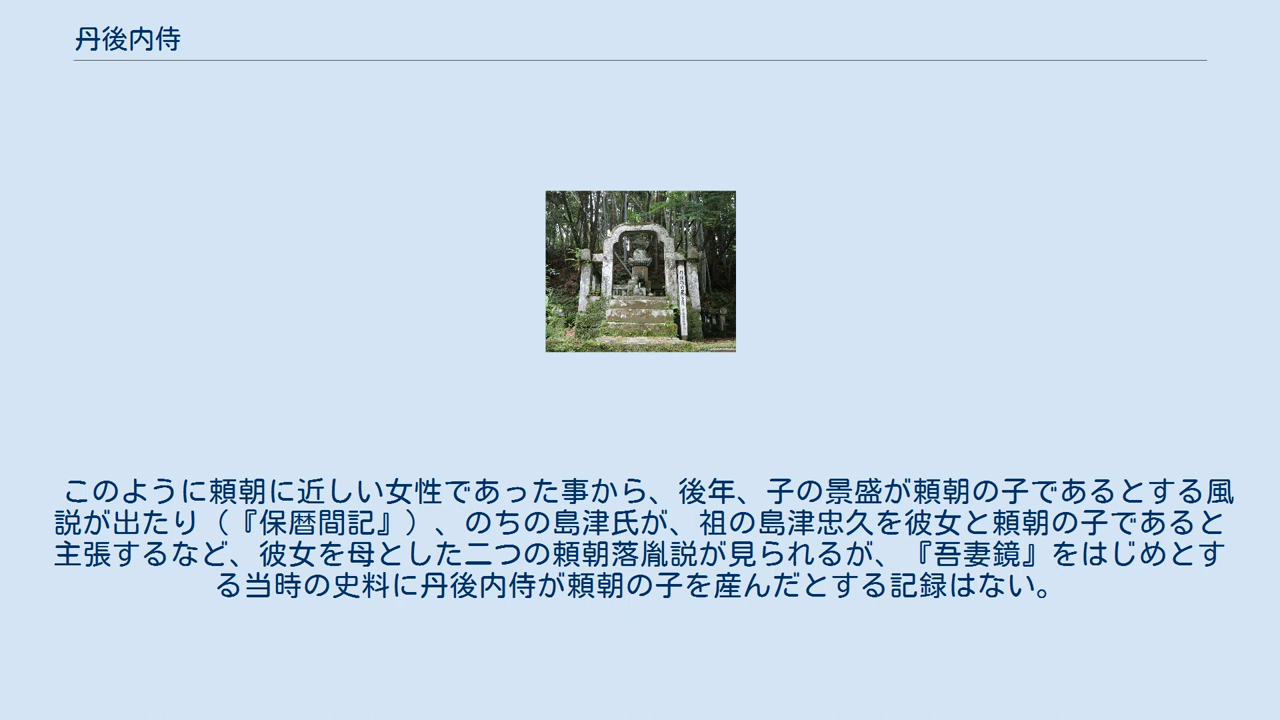 丹後内侍
このように頼朝に近しい女性であった事から、後年、子の景盛が頼朝の子であるとする風
説が出たり（『保暦間記』）、のちの島津氏が、祖の島津忠久を彼女と頼朝の子であると
主張するなど、彼女を母とした二つの頼朝落胤説が見られるが、『吾妻鏡』をはじめとす
る当時の史料に丹後内侍が頼朝の子を産んだとする記録はない。